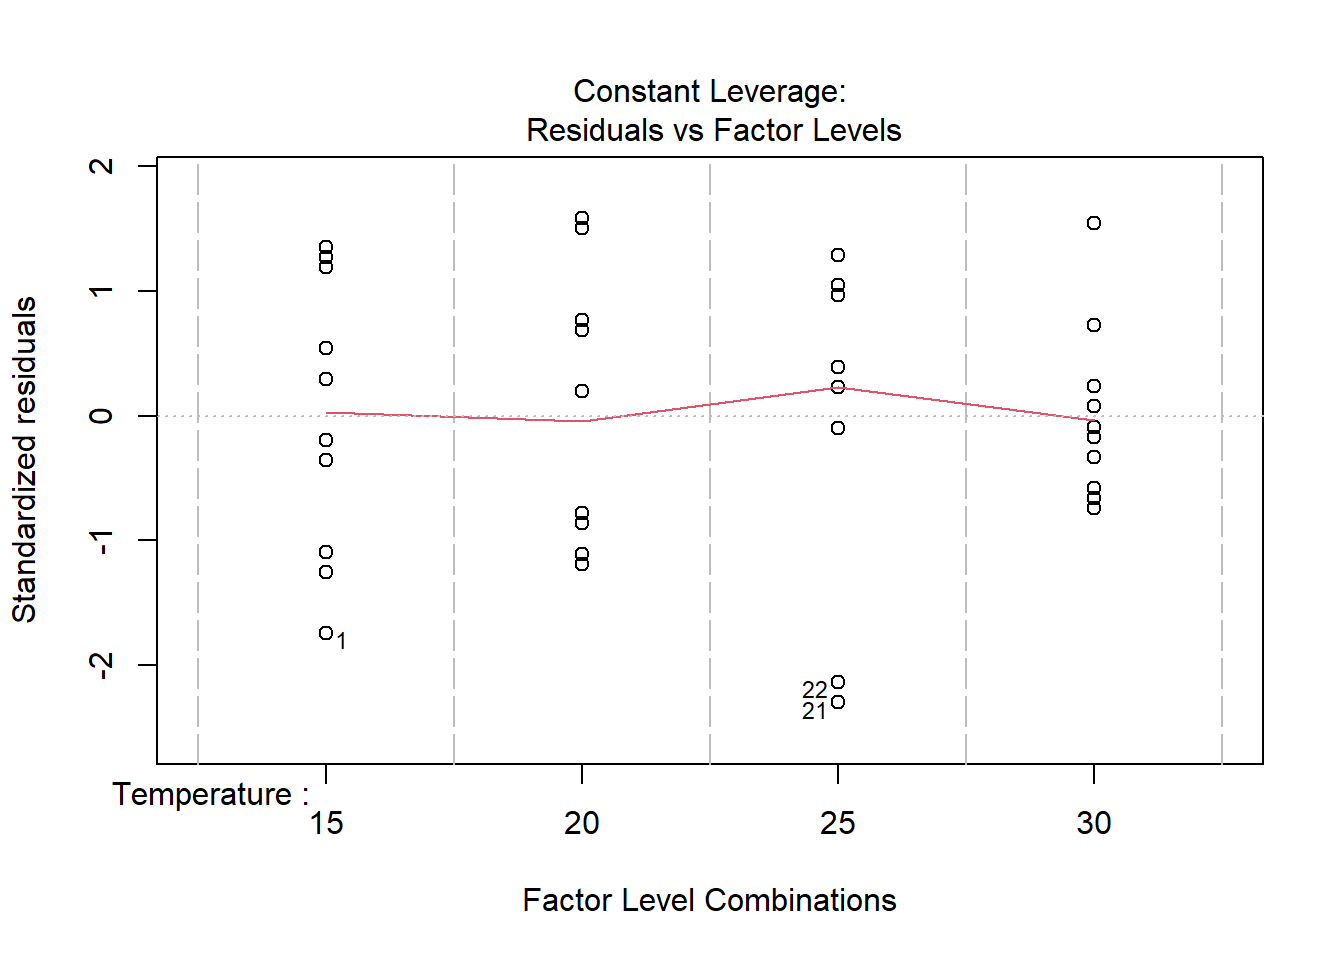 Constant Leverage:
Residuals vs Factor Levels
Standardized residuals
2
1
0
-1
-2
1
22
21
Temperature :
15 20 25 30
Factor Level Combinations